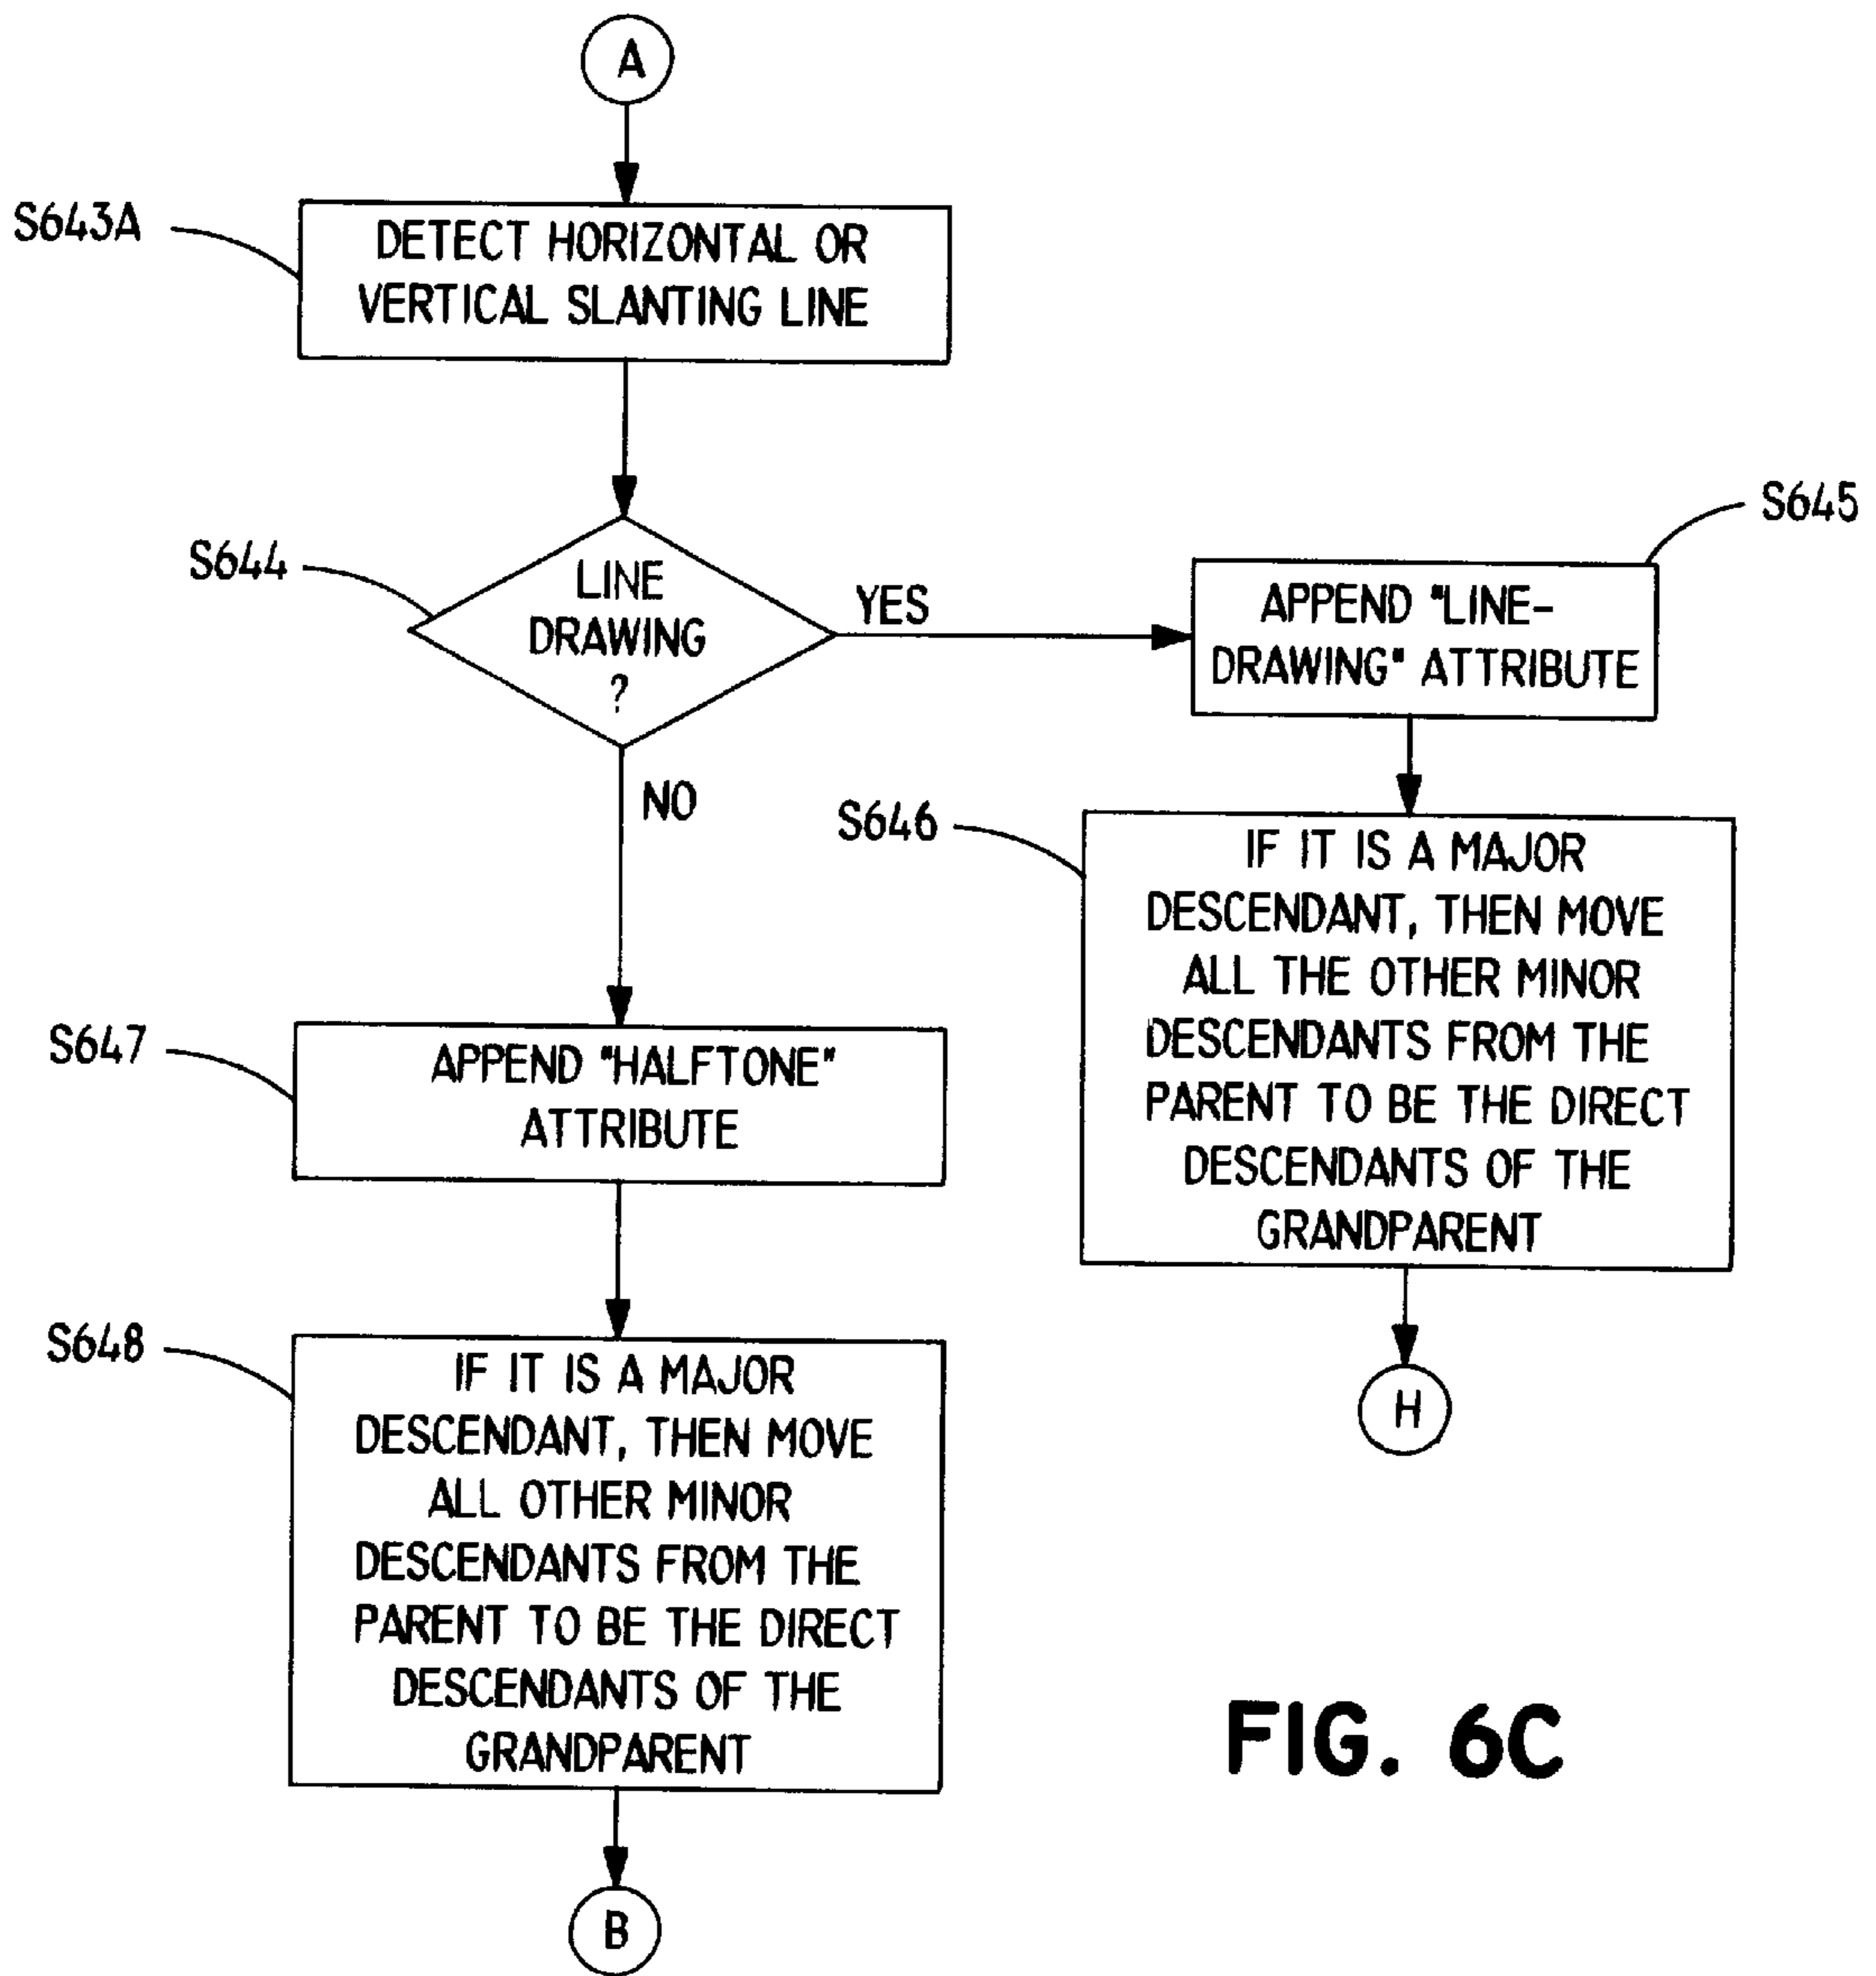 A
S643A
DETECT HORIZONTAL OR
VERTICAL SLANTING LINE
S644
LINE
DRAWING
?
YES
S645
APPEND "LINE-
DRAWING" ATTRIBUTE
NO
S646
IF IT IS A MAJOR
DESCENDANT, THEN MOVE
ALL THE OTHER MINOR
DESCENDANTS FROM THE
PARENT TO BE THE DIRECT
DESCENDANTS OF THE
GRANDPARENT
H
S647
APPEND "HALFTONE"
ATTRIBUTE
S648
IF IT IS A MAJOR
DESCENDANT, THEN MOVE
ALL OTHER MINOR
DESCENDANTS FROM THE
PARENT TO BE THE DIRECT
DESCENDANTS OF THE
GRANDPARENT
B
FIG. 6C